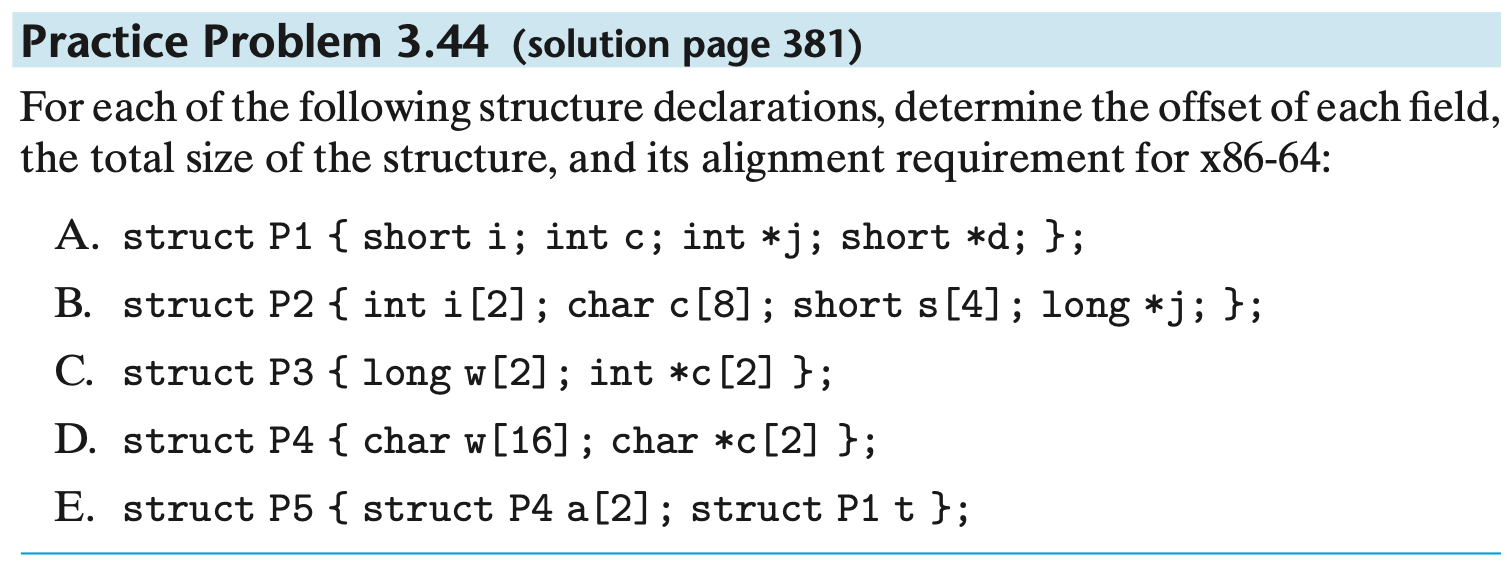 Practice Problem 3.44 (solution page 381)
For each of the following structure declarations, determine the offset of each field,
the total size of the structure, and its alignment requirement for x86-64:
A. struct P1 { short i; int c; int *j; short *d; };
B. struct P2 { int i[2]; char c[8]; short s[4]; long *j; };
C. struct P3 { long w[2]; int *c[2] };
D. struct P4 { char w[16]; char *c[2] };
E. struct P5 { struct P4 a[2]; struct P1 t };